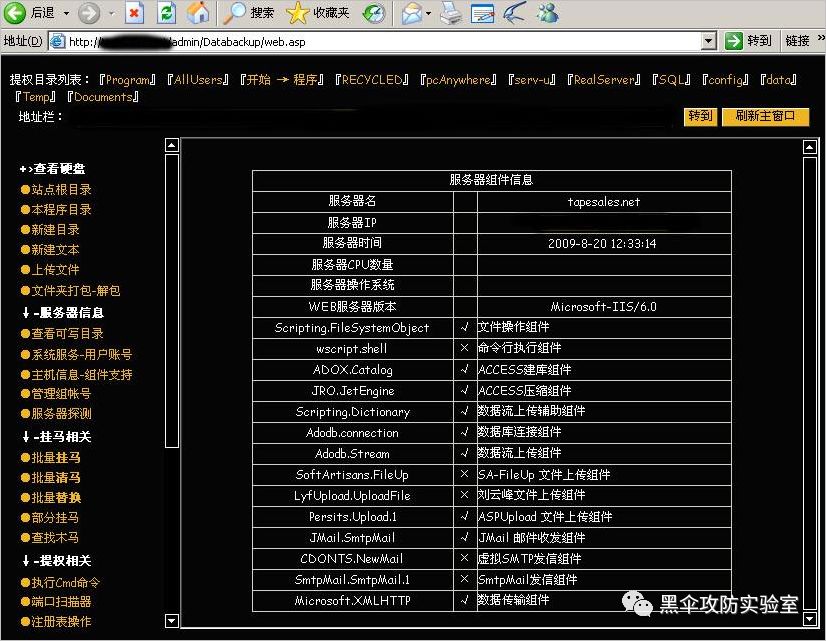 后退
搜索
收藏夹
地址(D)
http://
admin/Databackup/web.asp
转到
链接
提权目录列表：『Program』『AllUsers』『开始 → 程序』『RECYCLED』『pcAnywhere』『serv-u』『RealServer』『SQL』『config』『data』
『Temp』『Documents』
地址栏：
转到
刷新主窗口
+>查看硬盘
●站点根目录
●本程序目录
●新建目录
●新建文本
●上传文件
●文件夹打包-解包
↓-服务器信息
●查看可写目录
●系统服务-用户账号
●主机信息-组件支持
●管理组帐号
●服务器探测
↓-挂马相关
●批量挂马
●批量清马
●批量替换
●部分挂马
●查找木马
↓-提权相关
●执行Cmd命令
●端口扫描器
●注册表操作
服务器组件信息
服务器名 tapesales.net
服务器IP
服务器时间 2009-8-20 12:33:14
服务器CPU数量
服务器操作系统
WEB服务器版本 Microsoft-IIS/6.0
Scripting.FileSystemObject √ 文件操作组件
wscript.shell × 命令行执行组件
ADOX.Catalog √ ACCESS建库组件
JRO.JetEngine √ ACCESS压缩组件
Scripting.Dictionary √ 数据流上传辅助组件
Adodb.connection √ 数据库连接组件
Adodb.Stream √ 数据流上传组件
SoftArtisans.FileUp × SA-FileUp 文件上传组件
LyfUpload.UploadFile × 刘云峰文件上传组件
Persits.Upload.1 √ ASPUpload 文件上传组件
JMail.SmtpMail √ JMail 邮件收发组件
CDONTS.NewMail × 虚拟SMTP发信组件
SmtpMail.SmtpMail.1 × SmtpMail发信组件
Microsoft.XMLHTTP √ 数据传输组件
黑伞攻防实验室